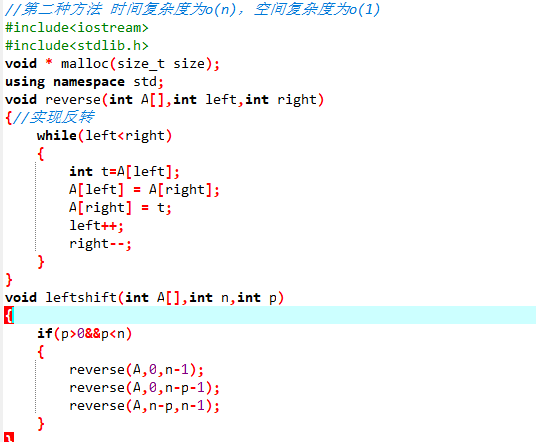 //第二种方法 时间复杂度为o(n)，空间复杂度为o(1)
#include<iostream>
#include<stdlib.h>
void * malloc(size_t size);
using namespace std;
void reverse(int A[],int left,int right)
{//实现反转
    while(left<right)
    {
        int t=A[left];
        A[left] = A[right];
        A[right] = t;
        left++;
        right--;
    }
}
void leftshift(int A[],int n,int p)
{
    if(p>0&&p<n)
    {
        reverse(A,0,n-1);
        reverse(A,0,n-p-1);
        reverse(A,n-p,n-1);
    }
}